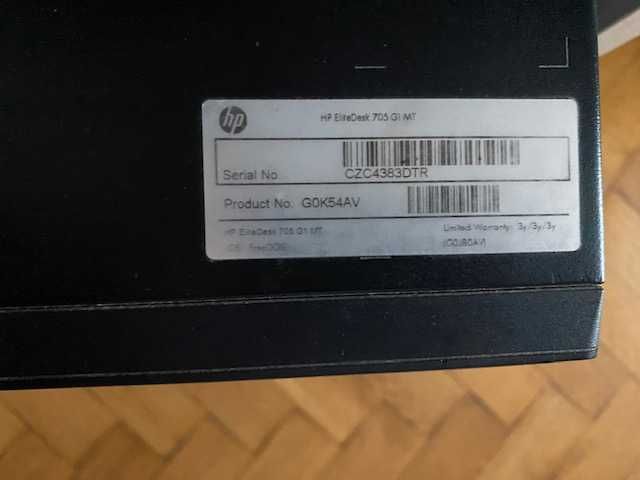 hp
HP EliteDesk 705 G1 MT
Serial No
CZC4383DTR
Product No. G0K54AV
HP EliteDesk 705 G1 MT
Limited Warranty: 3y/3y/3y
OS: FreeDOS
(G0J80AV)